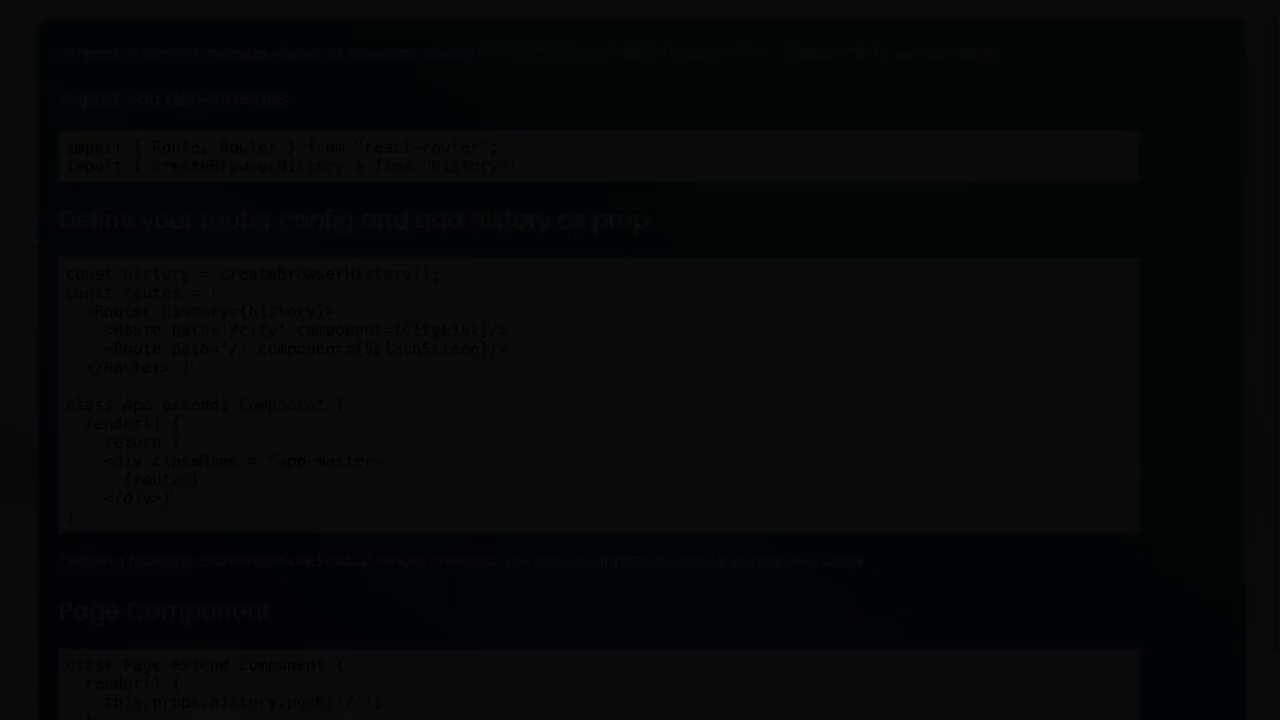 import you dependecies
import { Route, Router } from "react-router";
import { createBrowserHistory } from "history";
Define your router config and add history as prop.
const history = createBrowserHistory();
const routes = (
<Router history={history}>
<Route path='/city' component={CityList}/>
<Route path='/' component={SplashScreen}/>
</Router> )
class App extends Component {
render() {
return (
<div className = "app-master>
{routes}
</div>)
}
Page Component
class Page extend Component {
render() {
this.props.history.push('/');